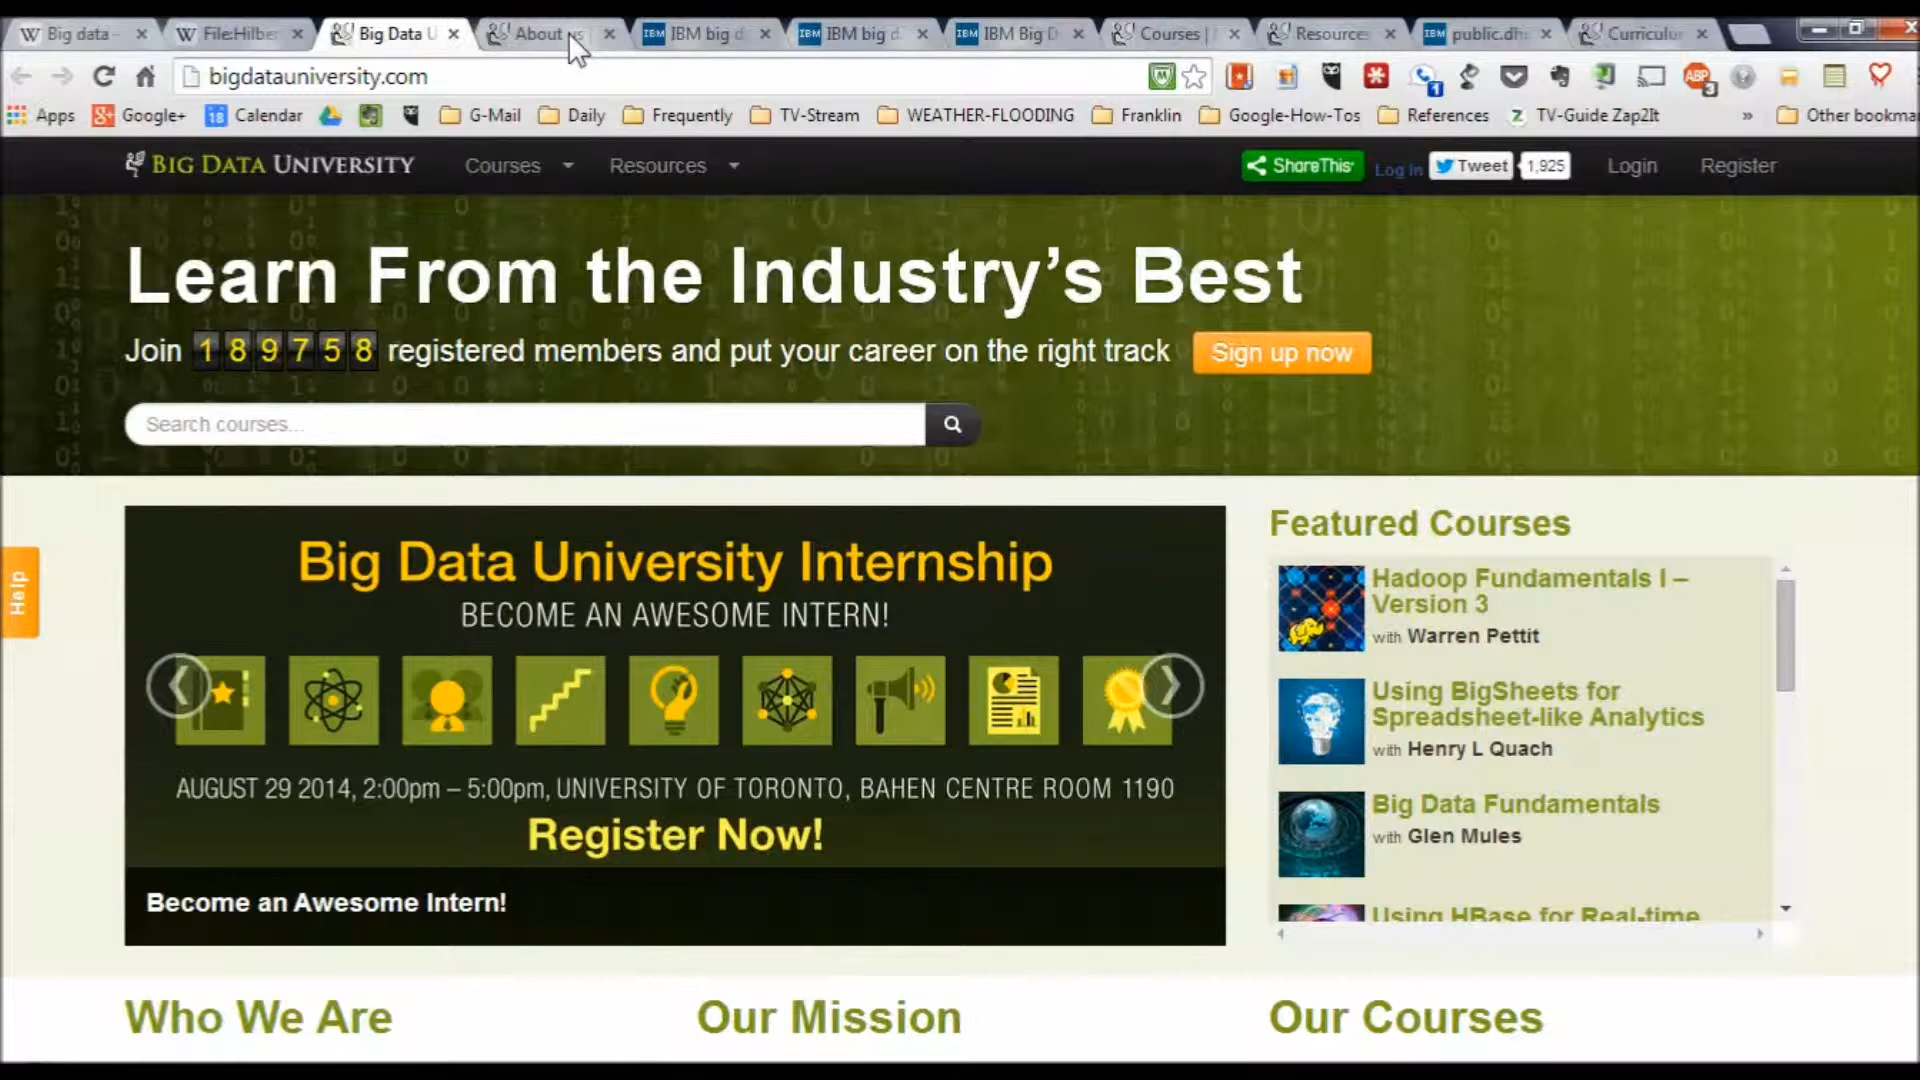 Big data -
File:Hilber
Big Data U
About us
IBM big d
IBM big d
IBM Big D
Courses |
Resource
public.dh
Curriculu
bigdatauniversity.com
Apps
Google+
18
Calendar
G-Mail
Daily
Frequently
TV-Stream
WEATHER-FLOODING
Franklin
Google-How-Tos
References
TV-Guide Zap2It
»
Other bookma
BIG DATA UNIVERSITY
Courses
Resources
ShareThis
Log In
Tweet
1,925
Login
Register
Learn From the Industry's Best
Join 189758 registered members and put your career on the right track
Sign up now
Search courses...
Help
Big Data University Internship
BECOME AN AWESOME INTERN!
AUGUST 29 2014, 2:00pm – 5:00pm, UNIVERSITY OF TORONTO, BAHEN CENTRE ROOM 1190
Register Now!
Become an Awesome Intern!
Featured Courses
Hadoop Fundamentals I –
Version 3
with Warren Pettit
Using BigSheets for
Spreadsheet-like Analytics
with Henry L Quach
Big Data Fundamentals
with Glen Mules
Using HBase for Real-time
Who We Are
Our Mission
Our Courses